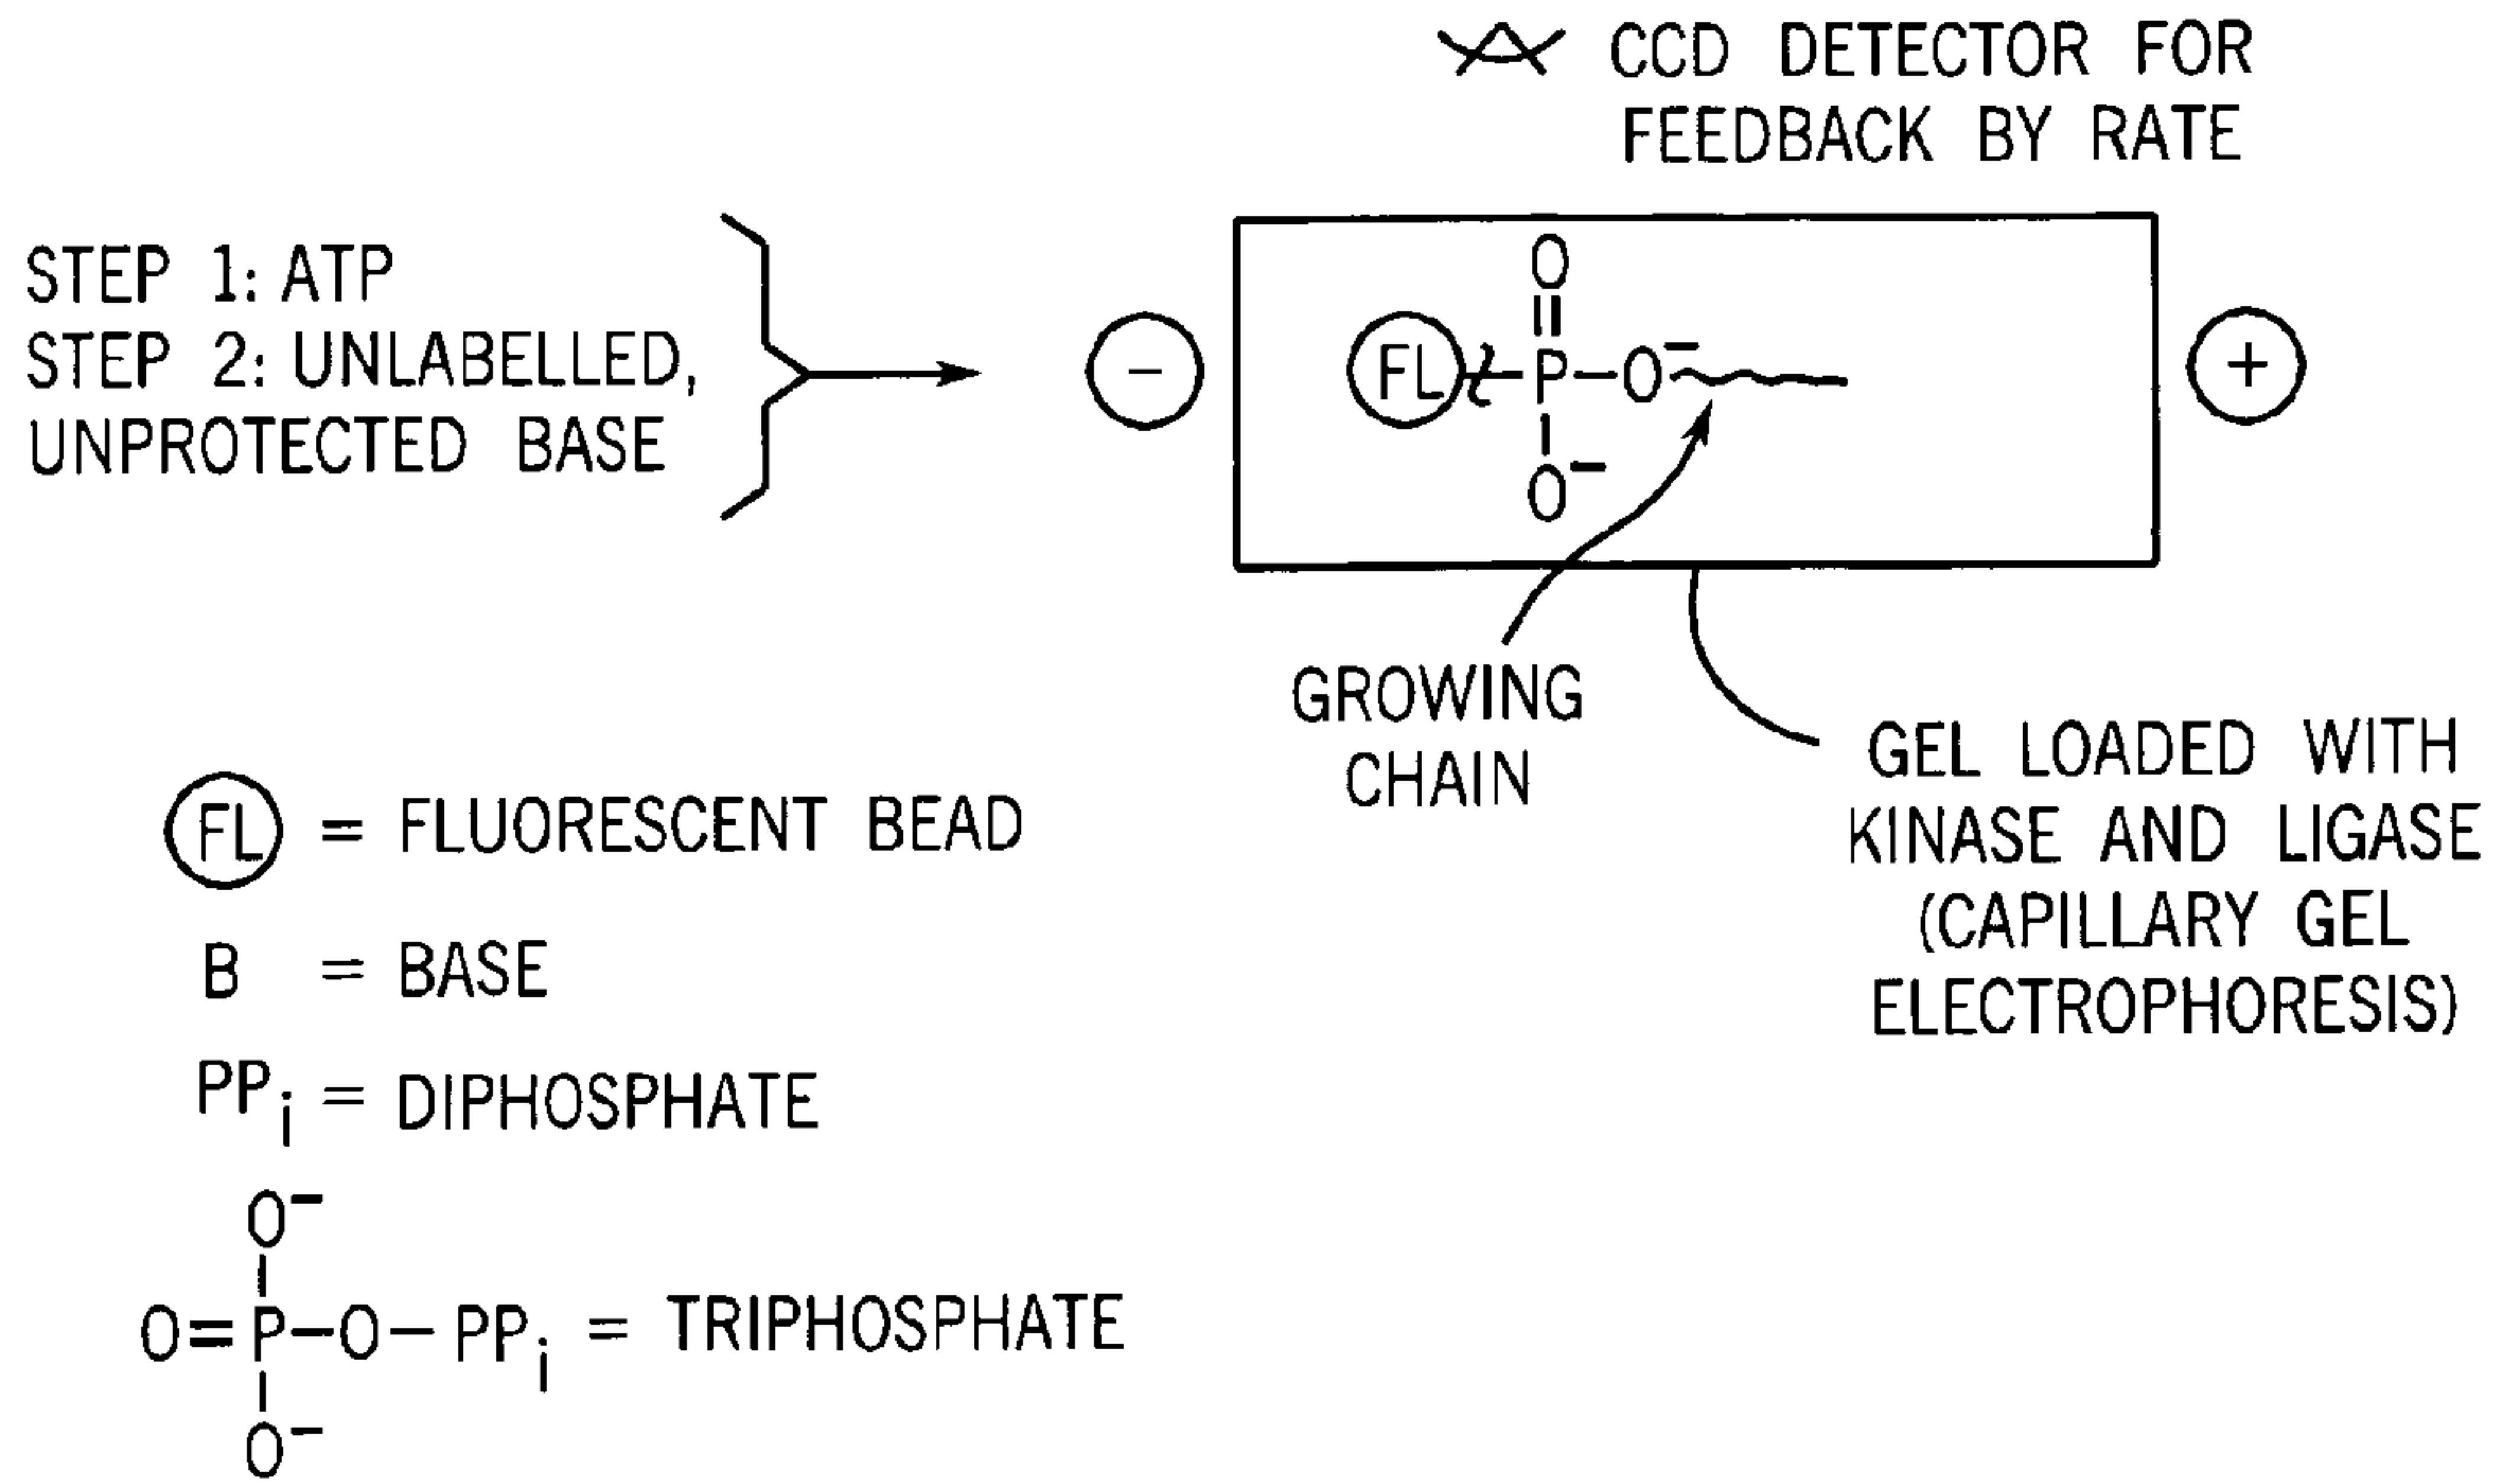 CCD DETECTOR FOR
FEEDBACK BY RATE
STEP 1: ATP
STEP 2: UNLABELLED,
UNPROTECTED BASE
−
O
FL P–O−
O−
+
GROWING
CHAIN
GEL LOADED WITH
KINASE AND LIGASE
(CAPILLARY GEL
ELECTROPHORESIS)
FL = FLUORESCENT BEAD
B = BASE
PPi = DIPHOSPHATE
O−
O=P–O–PPi = TRIPHOSPHATE
O−